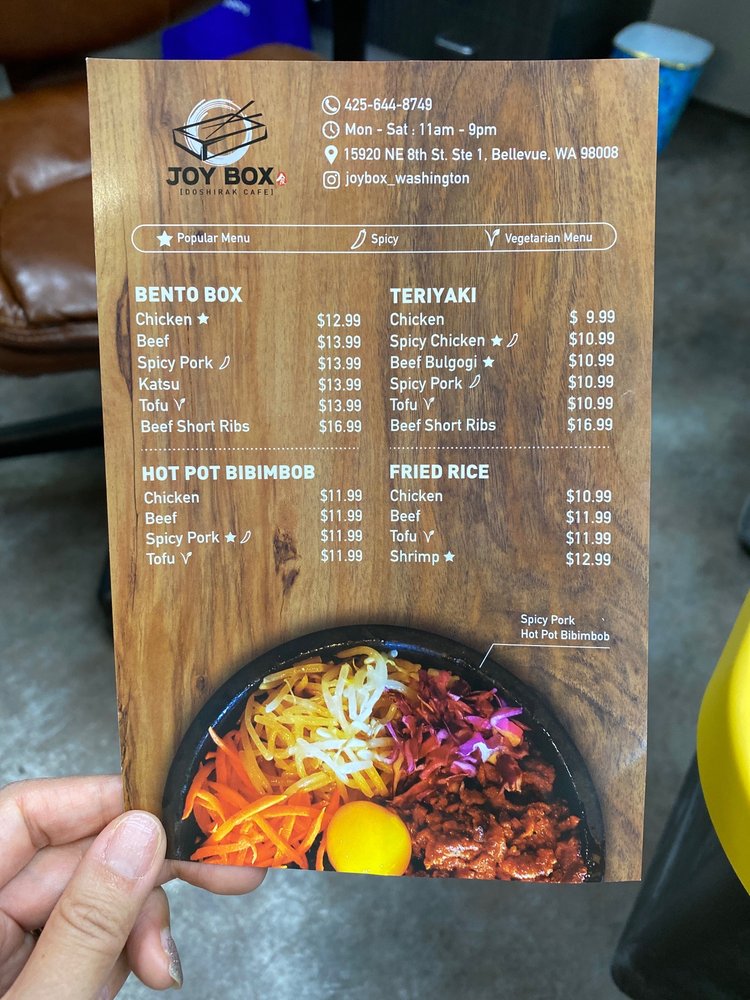 JOY BOX
[DOSHIRAK CAFE]
425-644-8749
Mon - Sat : 11am - 9pm
15920 NE 8th St. Ste 1, Bellevue, WA 98008
joybox_washington
Popular Menu Spicy Vegetarian Menu
BENTO BOX
Chicken $12.99
Beef $13.99
Spicy Pork $13.99
Katsu $13.99
Tofu $13.99
Beef Short Ribs $16.99
TERIYAKI
Chicken $ 9.99
Spicy Chicken $10.99
Beef Bulgogi $10.99
Spicy Pork $10.99
Tofu $10.99
Beef Short Ribs $16.99
HOT POT BIBIMBOB
Chicken $11.99
Beef $11.99
Spicy Pork $11.99
Tofu $11.99
FRIED RICE
Chicken $10.99
Beef $11.99
Tofu $11.99
Shrimp $12.99
Spicy Pork
Hot Pot Bibimbob